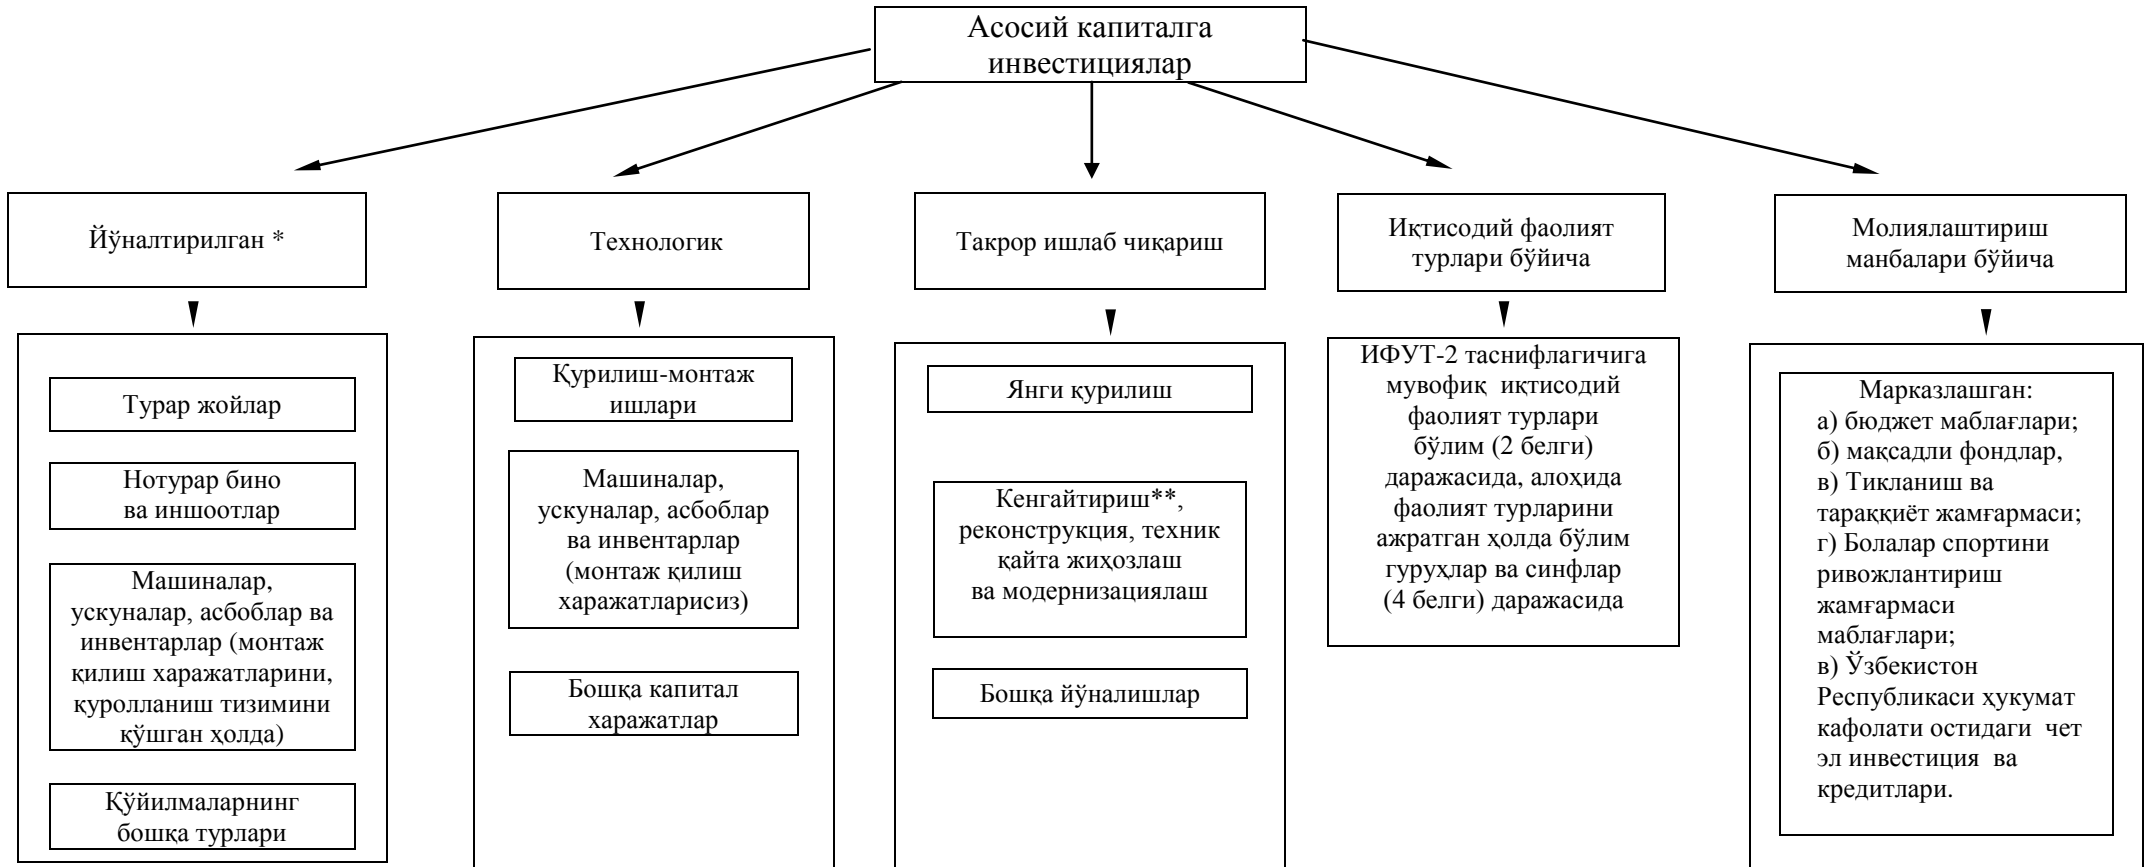 Асосий капиталга
инвестициялар
Йўналтирилган *
Технологик
Такрор ишлаб чиқариш
Иқтисодий фаолият
турлари бўйича
Молиялаштириш
манбалари бўйича
Турар жойлар
Нотурар бино
ва иншоотлар
Машиналар,
ускуналар, асбоблар ва
инвентарлар (монтаж
қилиш харажатларини,
қуролланиш тизимини
қўшган ҳолда)
Қўйилмаларнинг
бошқа турлари
Қурилиш-монтаж
ишлари
Машиналар,
ускуналар, асбоблар
ва инвентарлар
(монтаж қилиш
харажатларисиз)
Бошқа капитал
харажатлар
Янги қурилиш
Кенгайтириш**,
реконструкция, техник
қайта жиҳозлаш
ва модернизациялаш
Бошқа йўналишлар
ИФУТ-2 таснифлагичига
мувофиқ иқтисодий
фаолият турлари
бўлим (2 белги)
даражасида, алоҳида
фаолият турларини
ажратган ҳолда бўлим
гуруҳлар ва синфлар
(4 белги) даражасида
Марказлашган:
а) бюджет маблағлари;
б) мақсадли фондлар,
в) Тикланиш ва
тараққиёт жамғармаси;
г) Болалар спортини
ривожлантириш
жамғармаси
маблағлари;
в) Ўзбекистон
Республикаси ҳукумат
кафолати остидаги чет
эл инвестиция ва
кредитлари.